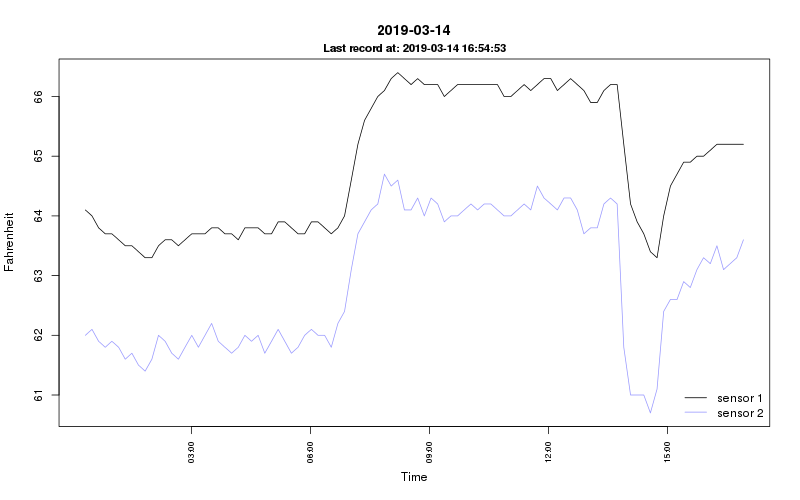 2019-03-14
Last record at: 2019-03-14 16:54:53
Fahrenheit
66
65
64
63
62
61
sensor 1
sensor 2
03:00 06:00 09:00 12:00 15:00
Time